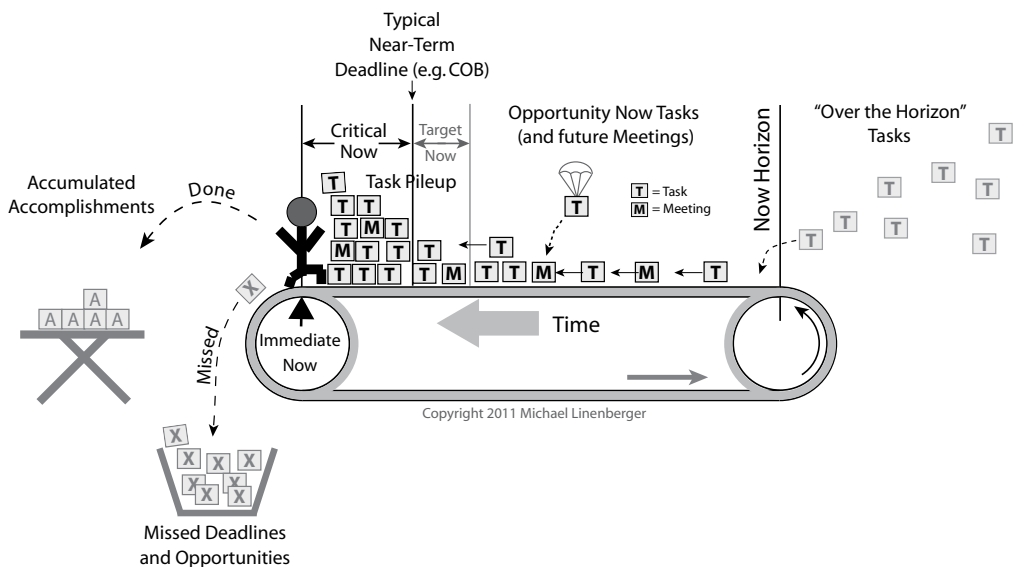 Typical
Near-Term
Deadline (e.g. COB)
Critical
Now
Target
Now
Opportunity Now Tasks
(and future Meetings)
Now Horizon
“Over the Horizon”
Tasks
T
T
T
T
T
T
T
T
Accumulated
Accomplishments
Done
Task Pileup
T
T = Task
M = Meeting
T
T T
T M T
M T T T
T T T T M T T M T M T
T
X
A
A A A A
Missed
Immediate
Now
Time
Copyright 2011 Michael Linenberger
X
X X X
X X
X X
Missed Deadlines
and Opportunities